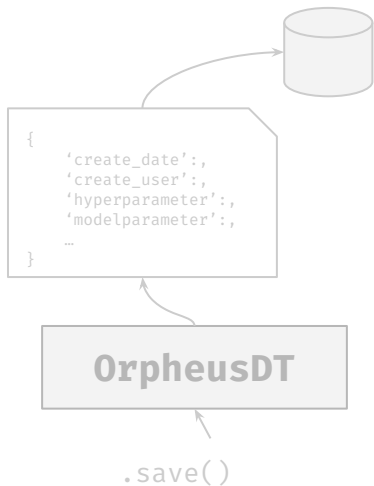 {
‘create_date’:,
‘create_user’:,
‘hyperparameter’:,
‘modelparameter’:,
…
}
OrpheusDT
.save()